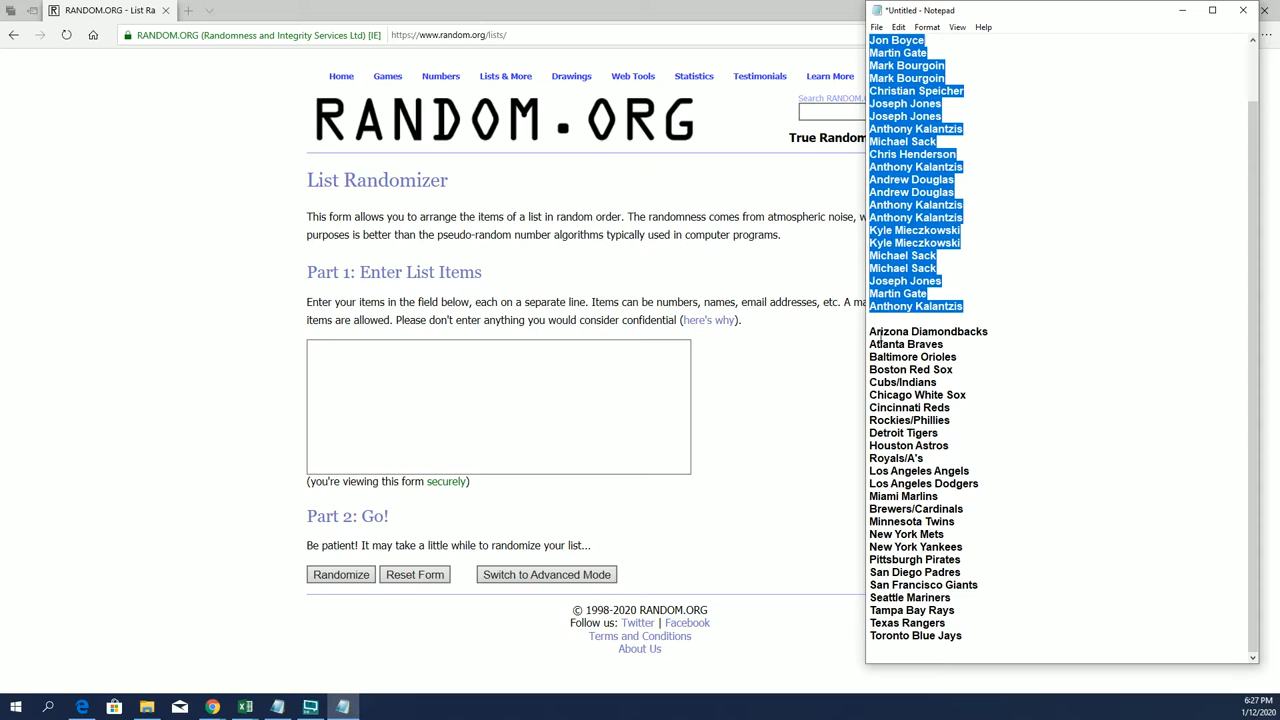 RANDOM.ORG - List Ra
*Untitled - Notepad
RANDOM.ORG (Randomness and Integrity Services Ltd) [IE]
https://www.random.org/lists/
File Edit Format View Help
Home Games Numbers Lists & More Drawings Web Tools Statistics Testimonials Learn More
Search RANDOM.
RANDOM.ORG
True Random
List Randomizer
This form allows you to arrange the items of a list in random order. The randomness comes from atmospheric noise, w
purposes is better than the pseudo-random number algorithms typically used in computer programs.
Part 1: Enter List Items
Enter your items in the field below, each on a separate line. Items can be numbers, names, email addresses, etc. A ma
items are allowed. Please don't enter anything you would consider confidential (here's why).
(you're viewing this form securely)
Part 2: Go!
Be patient! It may take a little while to randomize your list...
Randomize Reset Form Switch to Advanced Mode
© 1998-2020 RANDOM.ORG
Follow us: Twitter | Facebook
Terms and Conditions
About Us
Jon Boyce
Martin Gate
Mark Bourgoin
Mark Bourgoin
Christian Speicher
Joseph Jones
Joseph Jones
Anthony Kalantzis
Michael Sack
Chris Henderson
Anthony Kalantzis
Andrew Douglas
Andrew Douglas
Anthony Kalantzis
Anthony Kalantzis
Kyle Mieczkowski
Kyle Mieczkowski
Michael Sack
Michael Sack
Joseph Jones
Martin Gate
Anthony Kalantzis
Arizona Diamondbacks
Atlanta Braves
Baltimore Orioles
Boston Red Sox
Cubs/Indians
Chicago White Sox
Cincinnati Reds
Rockies/Phillies
Detroit Tigers
Houston Astros
Royals/A's
Los Angeles Angels
Los Angeles Dodgers
Miami Marlins
Brewers/Cardinals
Minnesota Twins
New York Mets
New York Yankees
Pittsburgh Pirates
San Diego Padres
San Francisco Giants
Seattle Mariners
Tampa Bay Rays
Texas Rangers
Toronto Blue Jays
6:27 PM
1/12/2020